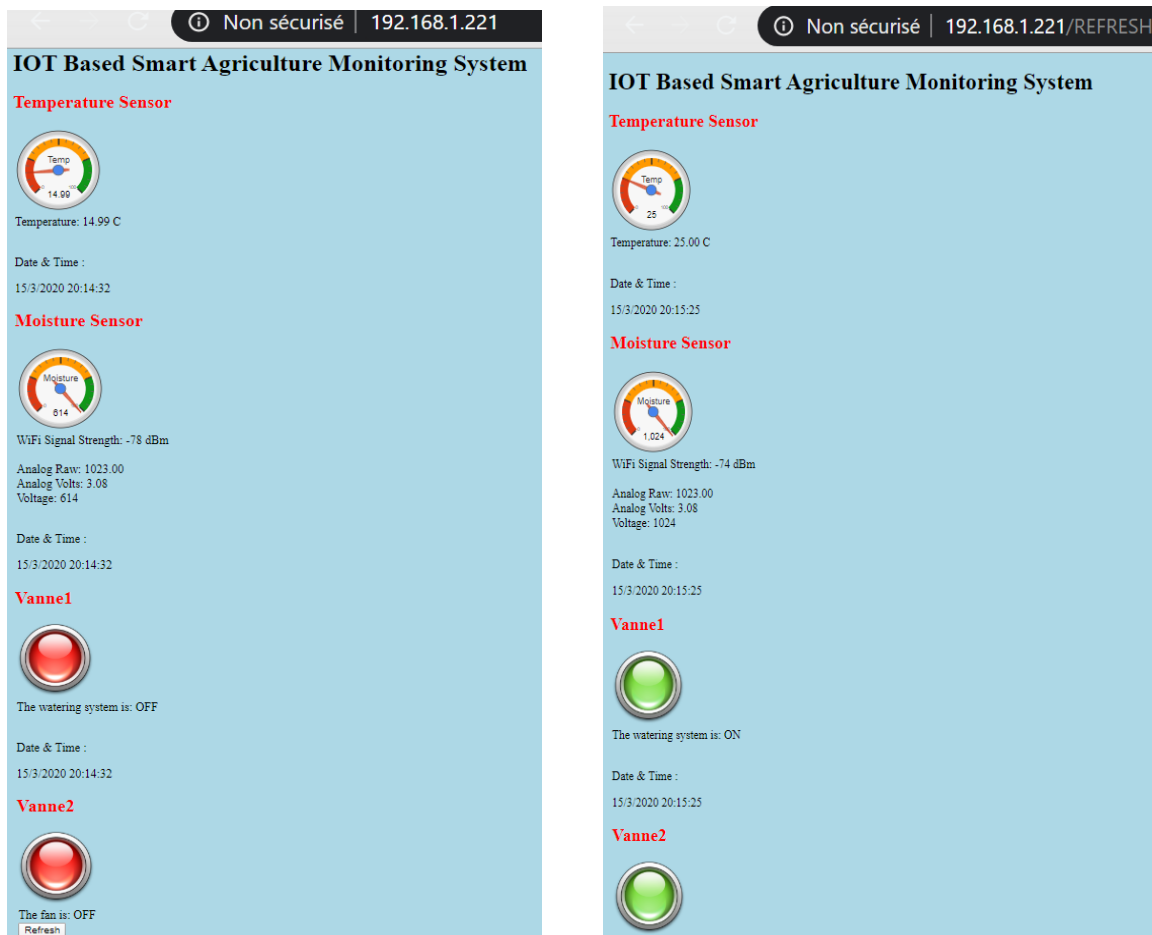 Non sécurisé | 192.168.1.221
IOT Based Smart Agriculture Monitoring System
Temperature Sensor
Temp
0 100
14.99
Temperature: 14.99 C
Date & Time :
15/3/2020 20:14:32
Moisture Sensor
Moisture
614
WiFi Signal Strength: -78 dBm
Analog Raw: 1023.00
Analog Volts: 3.08
Voltage: 614
Date & Time :
15/3/2020 20:14:32
Vanne1
The watering system is: OFF
Date & Time :
15/3/2020 20:14:32
Vanne2
The fan is: OFF
Refresh
Non sécurisé | 192.168.1.221/REFRESH
IOT Based Smart Agriculture Monitoring System
Temperature Sensor
Temp
0 100
25
Temperature: 25.00 C
Date & Time :
15/3/2020 20:15:25
Moisture Sensor
Moisture
1,024
WiFi Signal Strength: -74 dBm
Analog Raw: 1023.00
Analog Volts: 3.08
Voltage: 1024
Date & Time :
15/3/2020 20:15:25
Vanne1
The watering system is: ON
Date & Time :
15/3/2020 20:15:25
Vanne2